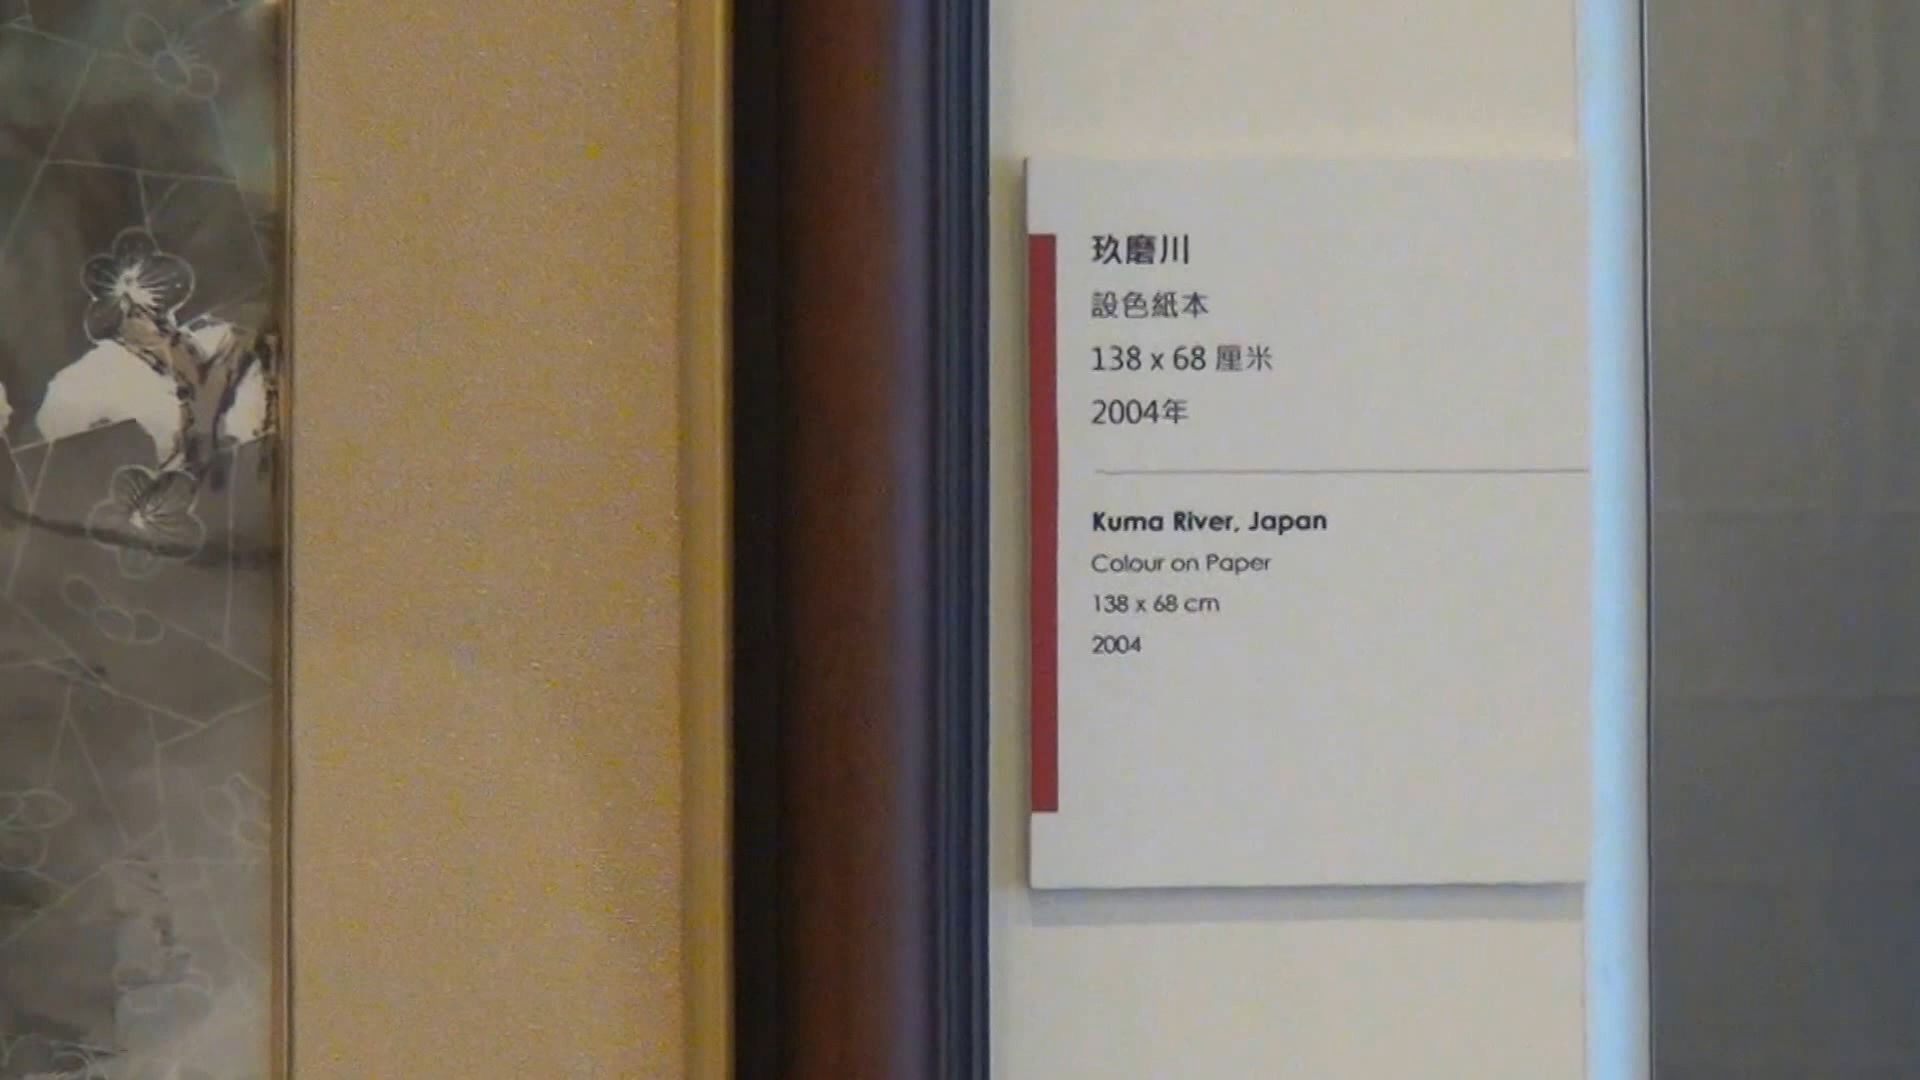 玖磨川
設色紙本
138 x 68 厘米
2004年
Kuma River, Japan
Colour on Paper
138 x 68 cm
2004